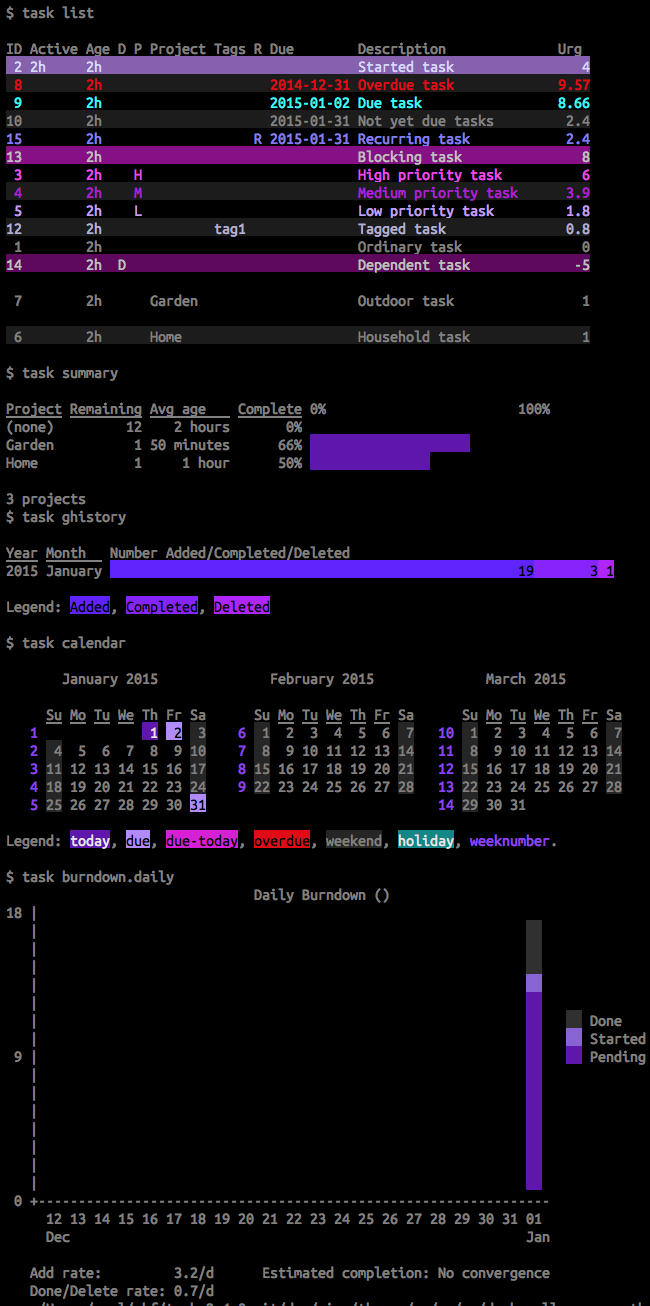 $ task list
ID Active Age D P Project Tags R Due Description Urg
2 2h 2h Started task 4
8 2h 2014-12-31 Overdue task 9.57
9 2h 2015-01-02 Due task 8.66
10 2h 2015-01-31 Not yet due tasks 2.4
15 2h R 2015-01-31 Recurring task 2.4
13 2h Blocking task 8
3 2h H High priority task 6
4 2h M Medium priority task 3.9
5 2h L Low priority task 1.8
12 2h tag1 Tagged task 0.8
1 2h Ordinary task 0
14 2h D Dependent task -5
7 2h Garden Outdoor task 1
6 2h Home Household task 1
$ task summary
Project Remaining Avg age Complete 0% 100%
(none) 12 2 hours 0%
Garden 1 50 minutes 66%
Home 1 1 hour 50%
3 projects
$ task ghistory
Year Month Number Added/Completed/Deleted
2015 January 19 3 1
Legend: Added, Completed, Deleted
$ task calendar
January 2015 February 2015 March 2015
Su Mo Tu We Th Fr Sa Su Mo Tu We Th Fr Sa Su Mo Tu We Th Fr Sa
1 1 2 3 6 1 2 3 4 5 6 7 10 1 2 3 4 5 6 7
2 4 5 6 7 8 9 10 7 8 9 10 11 12 13 14 11 8 9 10 11 12 13 14
3 11 12 13 14 15 16 17 8 15 16 17 18 19 20 21 12 15 16 17 18 19 20 21
4 18 19 20 21 22 23 24 9 22 23 24 25 26 27 28 13 22 23 24 25 26 27 28
5 25 26 27 28 29 30 31 14 29 30 31
Legend: today, due, due-today, overdue, weekend, holiday, weeknumber.
$ task burndown.daily
Daily Burndown ()
18
Done
Started
9 Pending
0
12 13 14 15 16 17 18 19 20 21 22 23 24 25 26 27 28 29 30 31 01
Dec Jan
Add rate: 3.2/d Estimated completion: No convergence
Done/Delete rate: 0.7/d